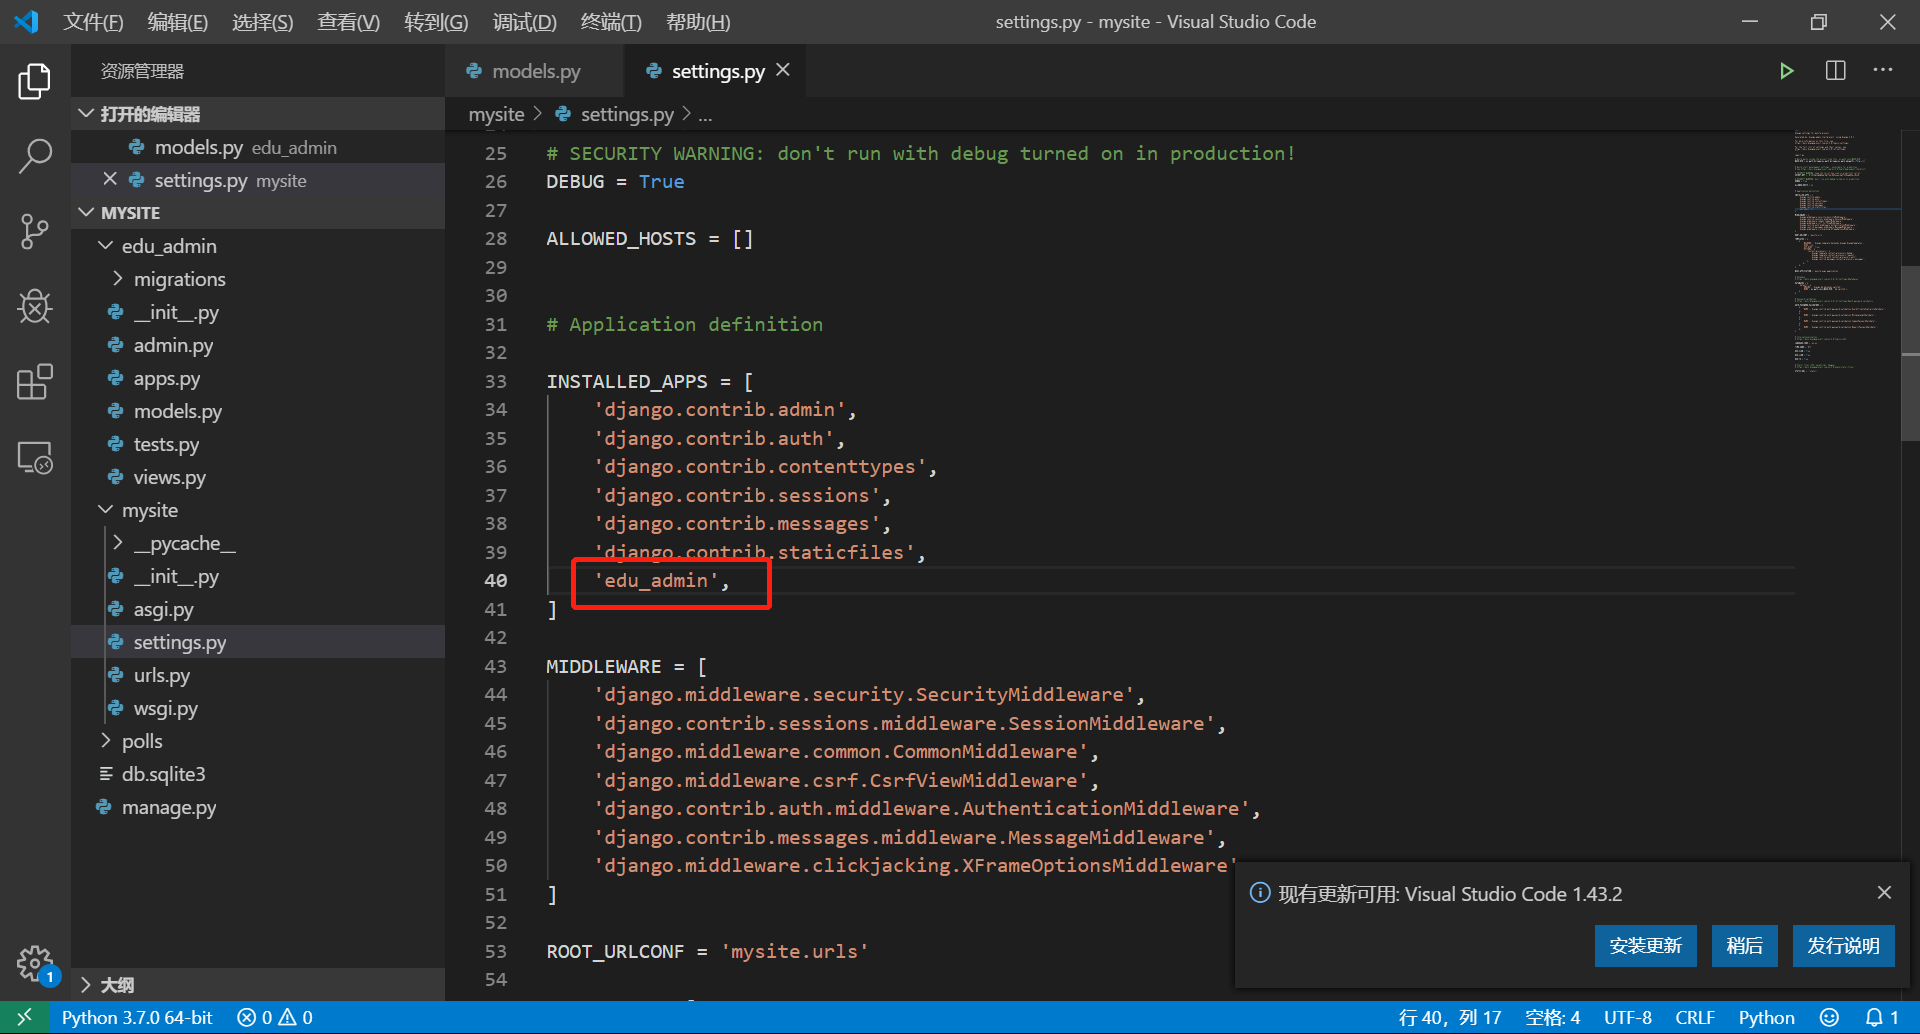 文件(F) 编辑(E) 选择(S) 查看(V) 转到(G) 调试(D) 终端(T) 帮助(H) settings.py - mysite - Visual Studio Code
资源管理器
打开的编辑器
models.py edu_admin
settings.py mysite
MYSITE
edu_admin
migrations
__init__.py
admin.py
apps.py
models.py
tests.py
views.py
mysite
__pycache__
__init__.py
asgi.py
settings.py
urls.py
wsgi.py
polls
db.sqlite3
manage.py
大纲
models.py settings.py
mysite > settings.py > ...
25 # SECURITY WARNING: don't run with debug turned on in production!
26 DEBUG = True
27
28 ALLOWED_HOSTS = []
29
30
31 # Application definition
32
33 INSTALLED_APPS = [
34 'django.contrib.admin',
35 'django.contrib.auth',
36 'django.contrib.contenttypes',
37 'django.contrib.sessions',
38 'django.contrib.messages',
39 'django.contrib.staticfiles',
40 'edu_admin',
41 ]
42
43 MIDDLEWARE = [
44 'django.middleware.security.SecurityMiddleware',
45 'django.contrib.sessions.middleware.SessionMiddleware',
46 'django.middleware.common.CommonMiddleware',
47 'django.middleware.csrf.CsrfViewMiddleware',
48 'django.contrib.auth.middleware.AuthenticationMiddleware',
49 'django.contrib.messages.middleware.MessageMiddleware',
50 'django.middleware.clickjacking.XFrameOptionsMiddleware'
51 ]
52
53 ROOT_URLCONF = 'mysite.urls'
54
现有更新可用: Visual Studio Code 1.43.2
安装更新 稍后 发行说明
1
Python 3.7.0 64-bit 0 0 行 40，列 17 空格: 4 UTF-8 CRLF Python 1